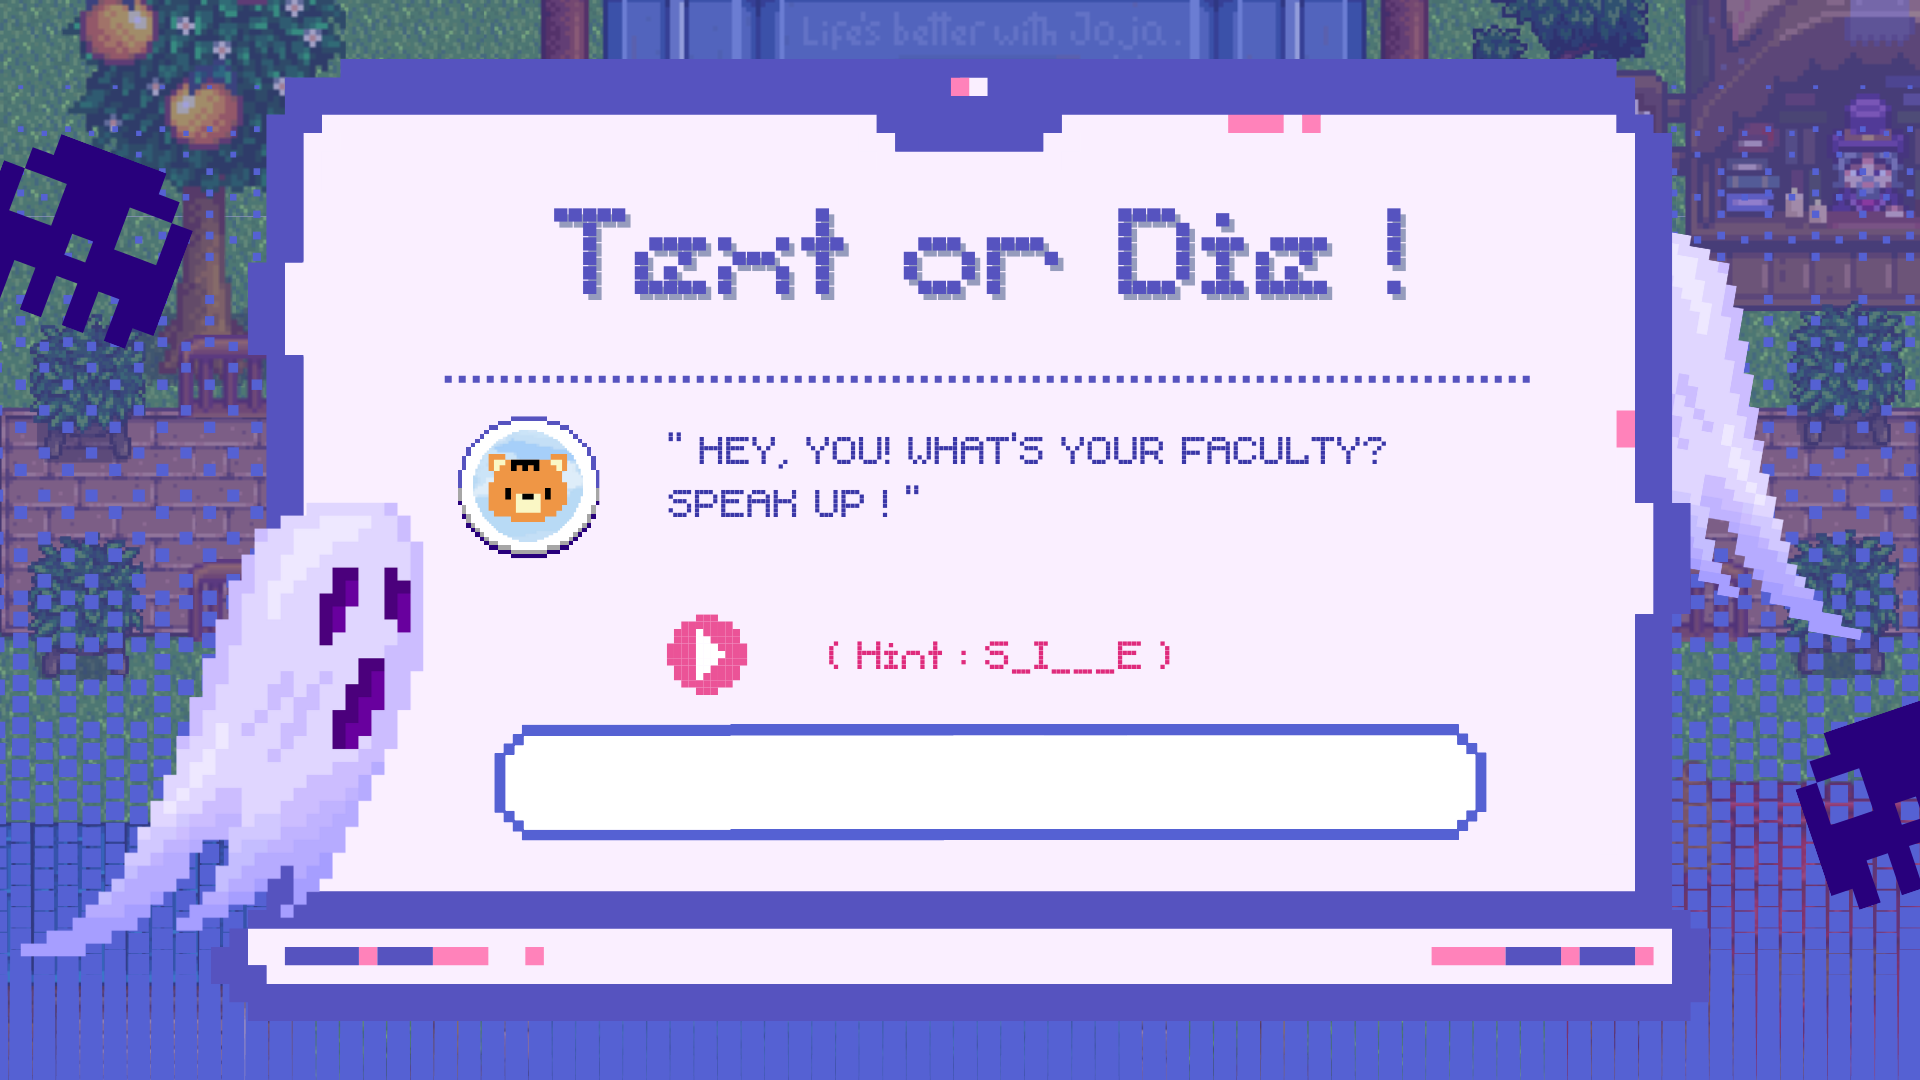 Life's better with Joja.
Text or Die !
" HEY, YOU! WHAT'S YOUR FACULTY?
SPEAK UP ! "
( Hint : S_I___E )